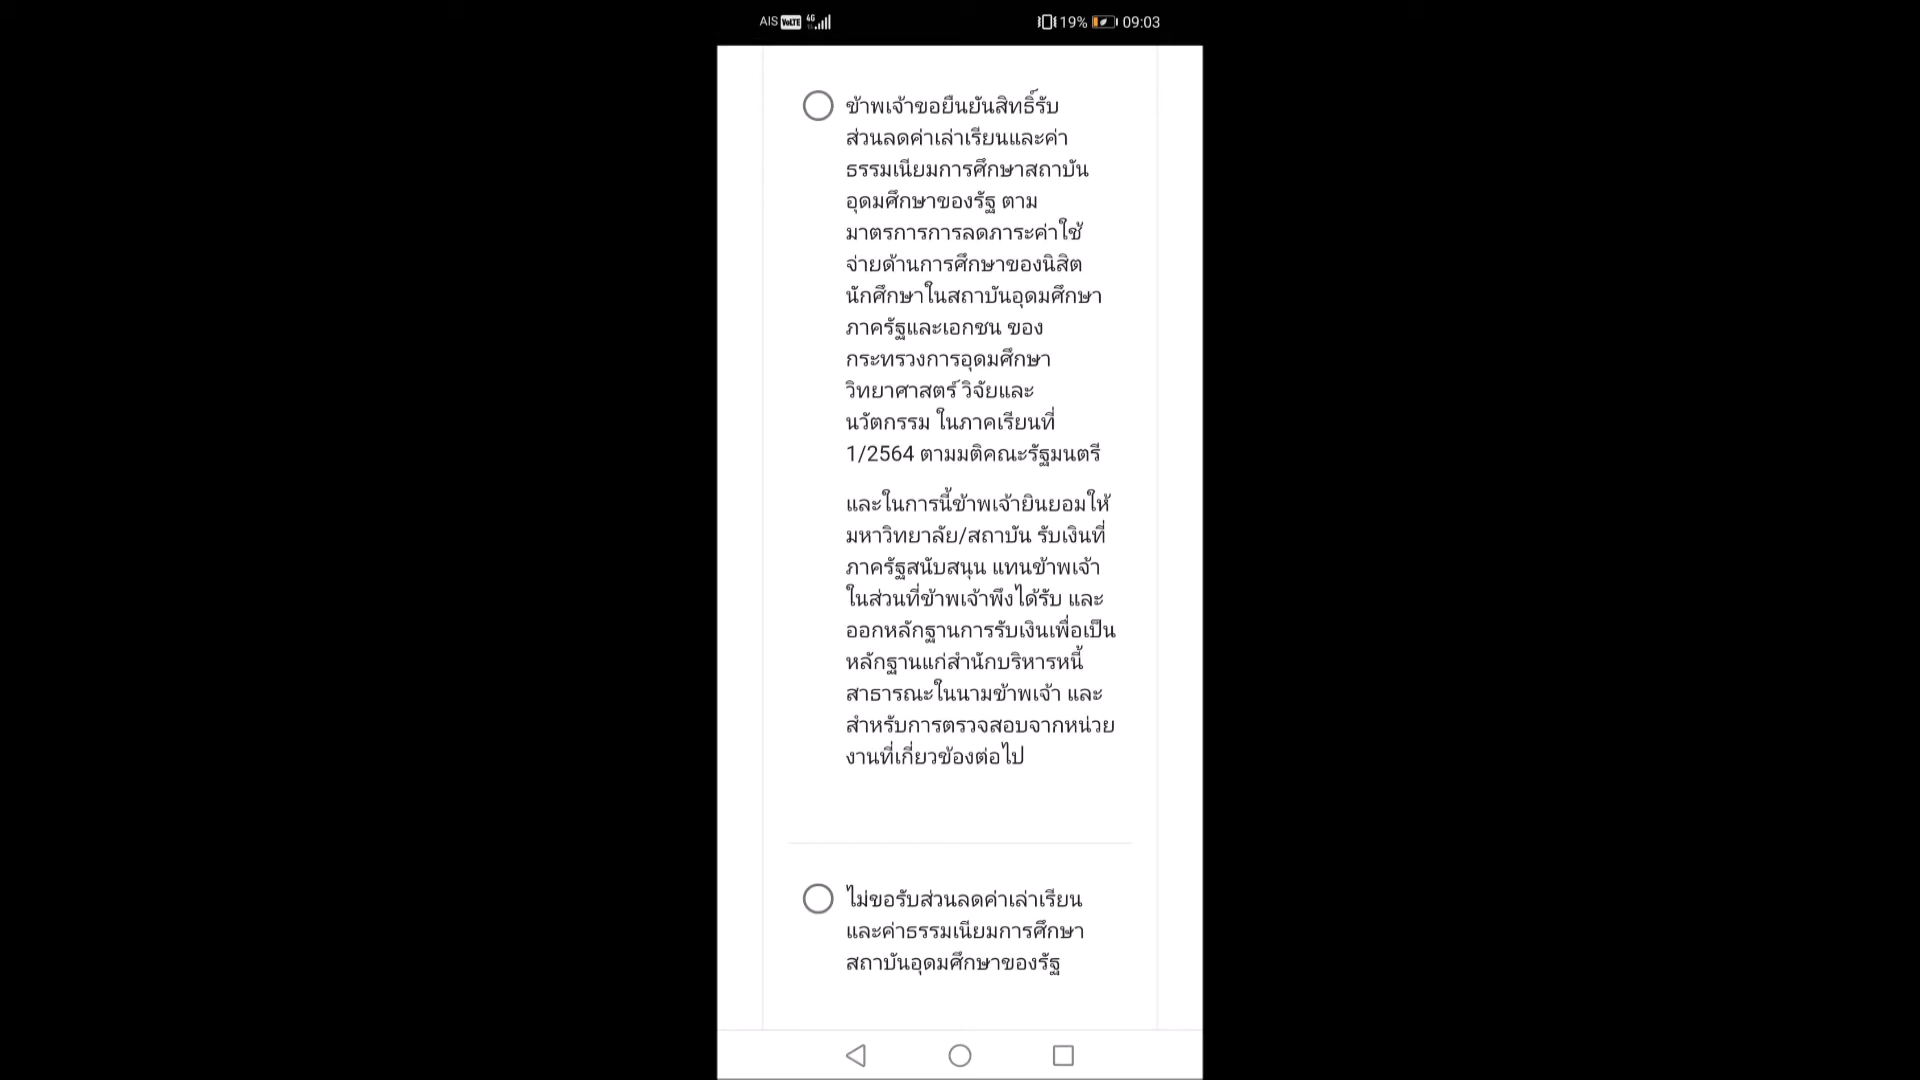 AIS VoLTE 4G 19% 09:03
ข้าพเจ้าขอยืนยันสิทธิ์รับ
ส่วนลดค่าเล่าเรียนและค่า
ธรรมเนียมการศึกษาสถาบัน
อุดมศึกษาของรัฐ ตาม
มาตรการการลดภาระค่าใช้
จ่ายด้านการศึกษาของนิสิต
นักศึกษาในสถาบันอุดมศึกษา
ภาครัฐและเอกชน ของ
กระทรวงการอุดมศึกษา
วิทยาศาสตร์ วิจัยและ
นวัตกรรม ในภาคเรียนที่
1/2564 ตามมติคณะรัฐมนตรี
และในการนี้ข้าพเจ้ายินยอมให้
มหาวิทยาลัย/สถาบัน รับเงินที่
ภาครัฐสนับสนุน แทนข้าพเจ้า
ในส่วนที่ข้าพเจ้าพึงได้รับ และ
ออกหลักฐานการรับเงินเพื่อเป็น
หลักฐานแก่สำนักบริหารหนี้
สาธารณะในนามข้าพเจ้า และ
สำหรับการตรวจสอบจากหน่วย
งานที่เกี่ยวข้องต่อไป
ไม่ขอรับส่วนลดค่าเล่าเรียน
และค่าธรรมเนียมการศึกษา
สถาบันอุดมศึกษาของรัฐ